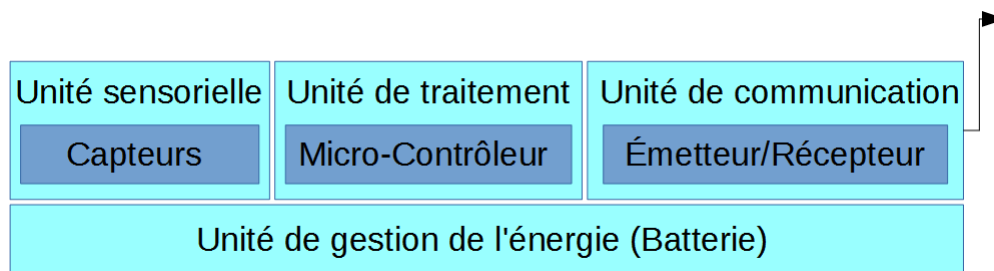 Unité sensorielle
Unité de traitement
Unité de communication
Capteurs
Micro-Contrôleur
Émetteur/Récepteur
Unité de gestion de l'énergie (Batterie)